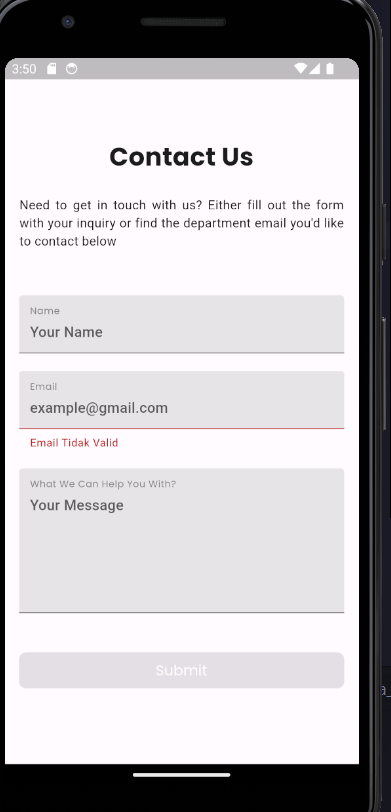 3:50
Contact Us
Need to get in touch with us? Either fill out the form
with your inquiry or find the department email you'd like
to contact below
Name
Your Name
Email
example@gmail.com
Email Tidak Valid
What We Can Help You With?
Your Message
Submit